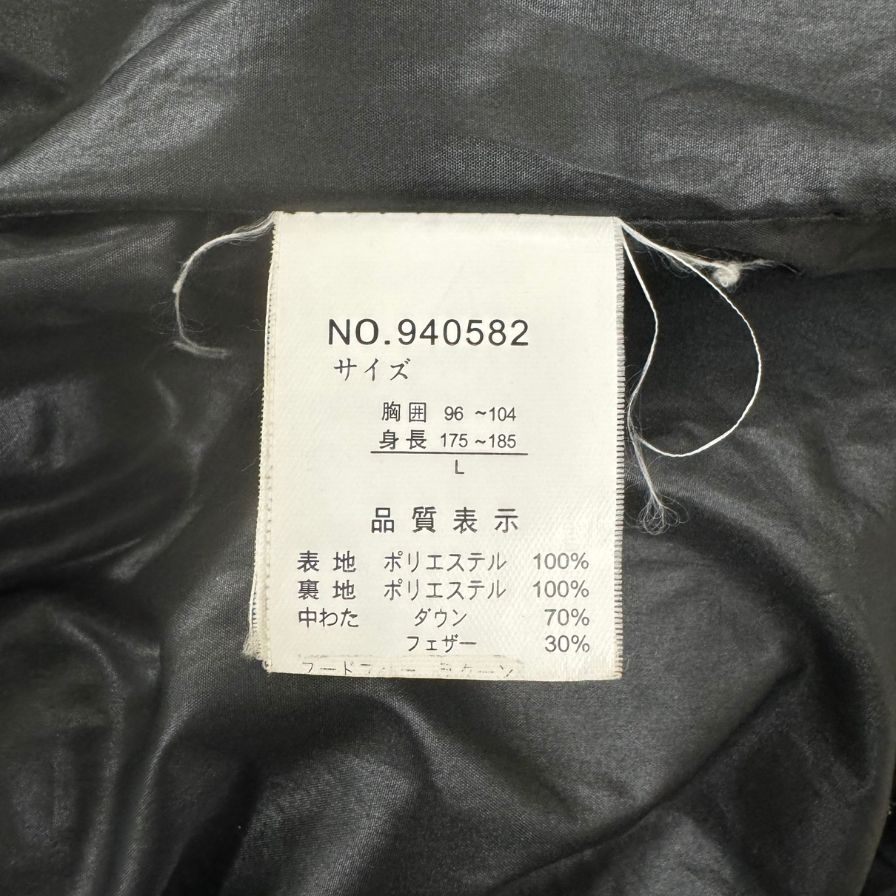 NO.940582
サイズ
胸囲 96 ~104
身長 175~185
L
品質表示
表地 ポリエステル 100%
裏地 ポリエステル 100%
中わた ダウン 70%
フェザー 30%